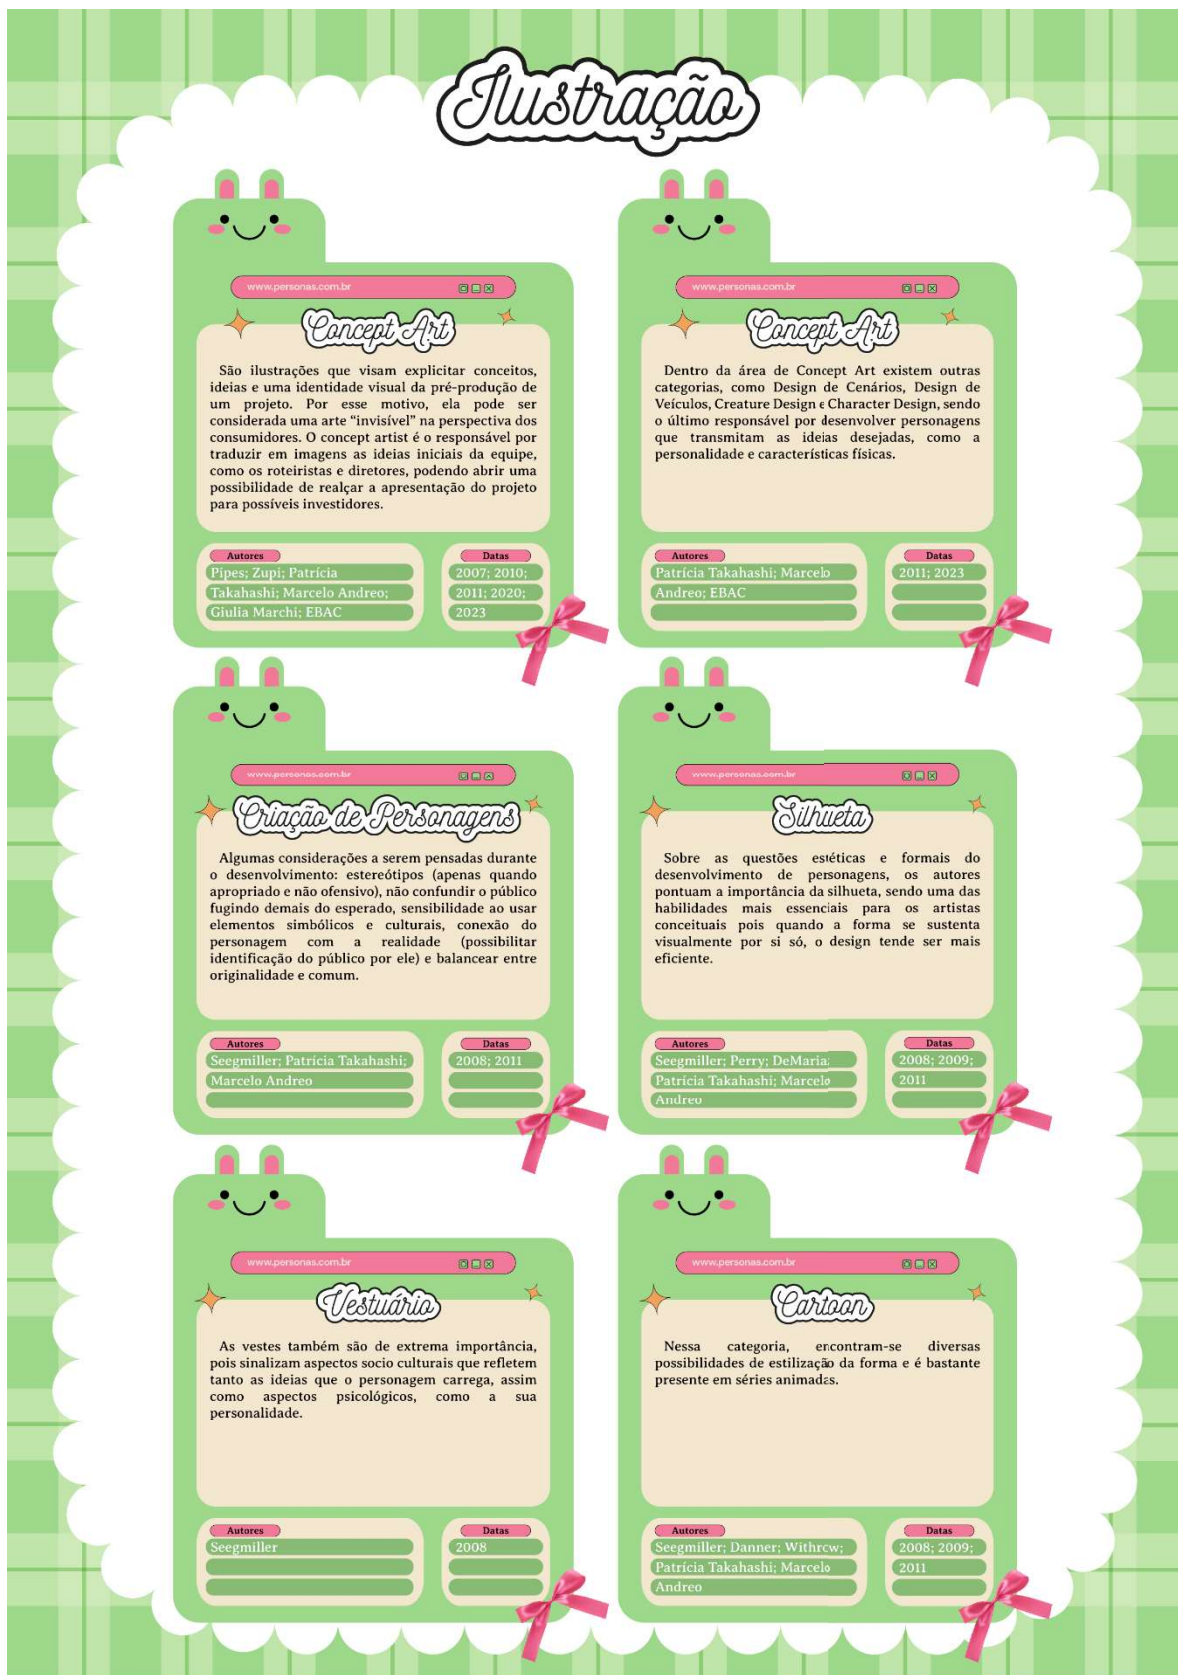 Ilustração
www.personas.com.br
Concept Art
São ilustrações que visam explicitar conceitos,
ideias e uma identidade visual da pré-produção de
um projeto. Por esse motivo, ela pode ser
considerada uma arte “invisível” na perspectiva dos
consumidores. O concept artist é o responsável por
traduzir em imagens as ideias iniciais da equipe,
como os roteiristas e diretores, podendo abrir uma
possibilidade de realçar a apresentação do projeto
para possíveis investidores.
Autores
Pipes; Zupi; Patrícia
Takahashi; Marcelo Andreo;
Giulia Marchi; EBAC
Datas
2007; 2010;
2011; 2020;
2023
www.personas.com.br
Concept Art
Dentro da área de Concept Art existem outras
categorias, como Design de Cenários, Design de
Veículos, Creature Design e Character Design, sendo
o último responsável por desenvolver personagens
que transmitam as ideias desejadas, como a
personalidade e características físicas.
Autores
Patrícia Takahashi; Marcelo
Andreo; EBAC
Datas
2011; 2023
www.personas.com.br
Criação de Personagens
Algumas considerações a serem pensadas durante
o desenvolvimento: estereótipos (apenas quando
apropriado e não ofensivo), não confundir o público
fugindo demais do esperado, sensibilidade ao usar
elementos simbólicos e culturais, conexão do
personagem com a realidade (possibilitar
identificação do público por ele) e balancear entre
originalidade e comum.
Autores
Seegmiller; Patrícia Takahashi;
Marcelo Andreo
Datas
2008; 2011
www.personas.com.br
Silhueta
Sobre as questões estéticas e formais do
desenvolvimento de personagens, os autores
pontuam a importância da silhueta, sendo uma das
habilidades mais essenciais para os artistas
conceituais pois quando a forma se sustenta
visualmente por si só, o design tende ser mais
eficiente.
Autores
Seegmiller; Perry; DeMaria;
Patrícia Takahashi; Marcelo
Andreo
Datas
2008; 2009;
2011
www.personas.com.br
Vestuário
As vestes também são de extrema importância,
pois sinalizam aspectos socio culturais que refletem
tanto as ideias que o personagem carrega, assim
como aspectos psicológicos, como a sua
personalidade.
Autores
Seegmiller
Datas
2008
www.personas.com.br
Cartoon
Nessa categoria, encontram-se diversas
possibilidades de estilização da forma e é bastante
presente em séries animadas.
Autores
Seegmiller; Danner; Withrow;
Patrícia Takahashi; Marcelo
Andreo
Datas
2008; 2009;
2011